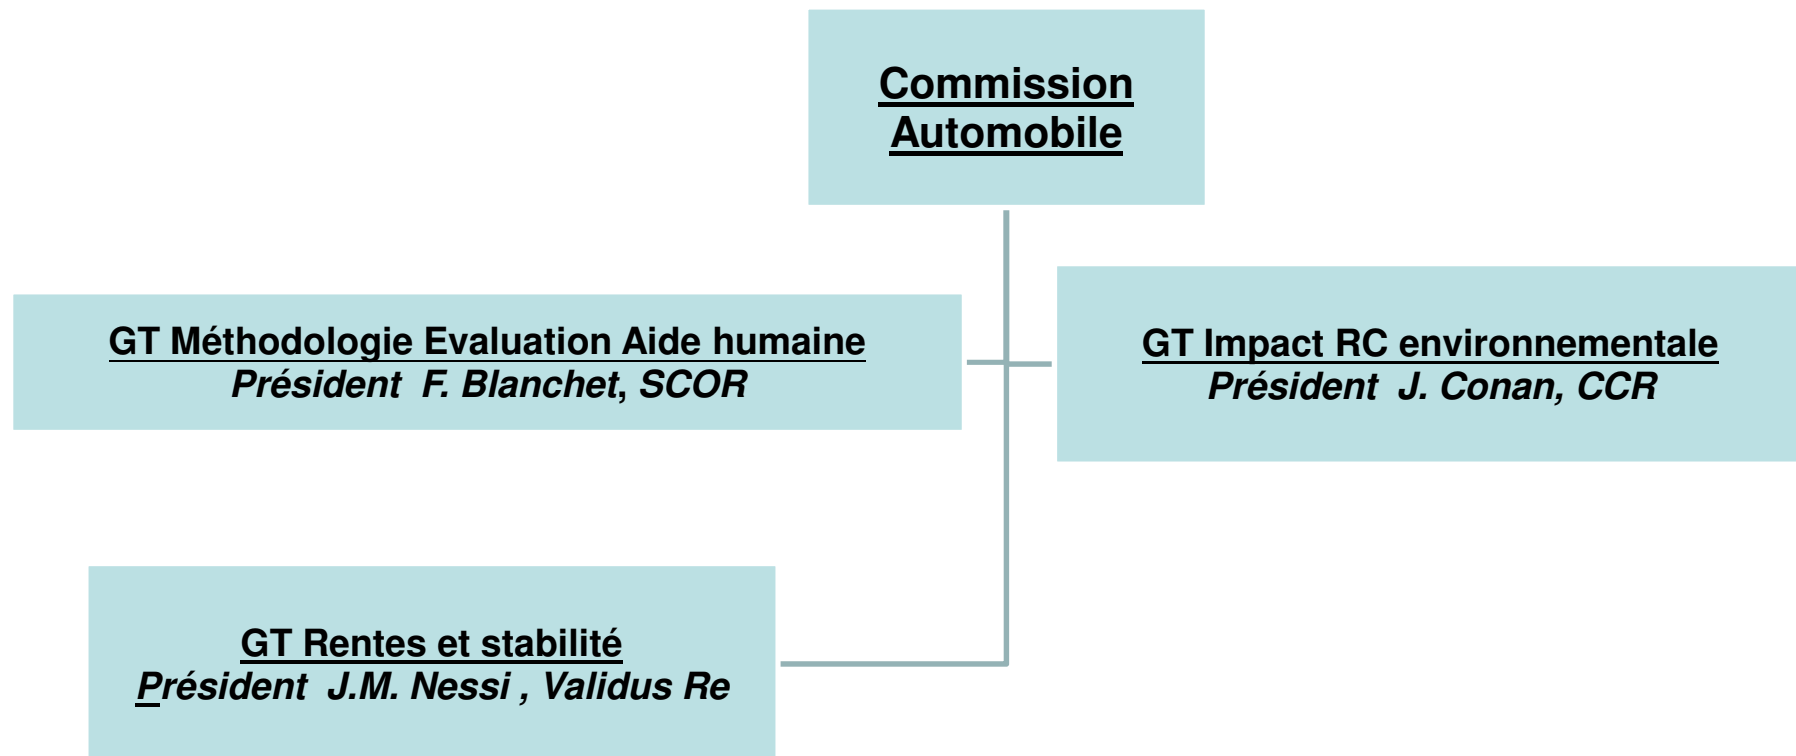 Commission
Automobile
GT Méthodologie Evaluation Aide humaine
Président F. Blanchet, SCOR
GT Impact RC environnementale
Président J. Conan, CCR
GT Rentes et stabilité
Président J.M. Nessi , Validus Re